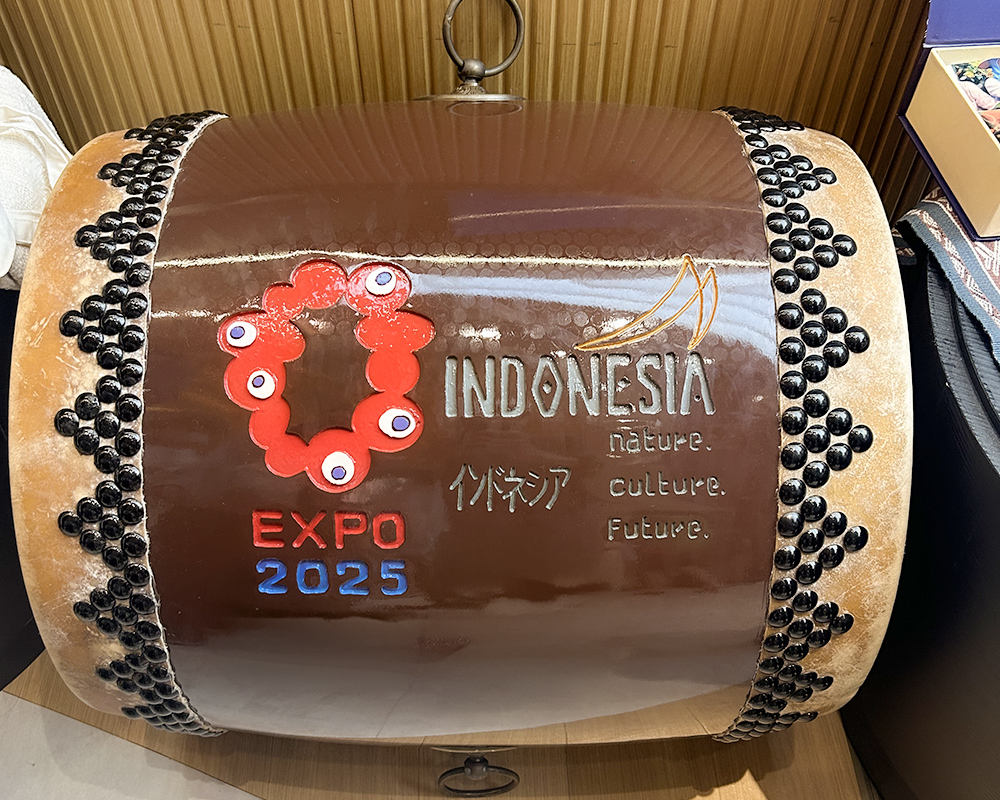 EXPO
2025
INDONESIA
インドネシア
nature.
culture.
Future.